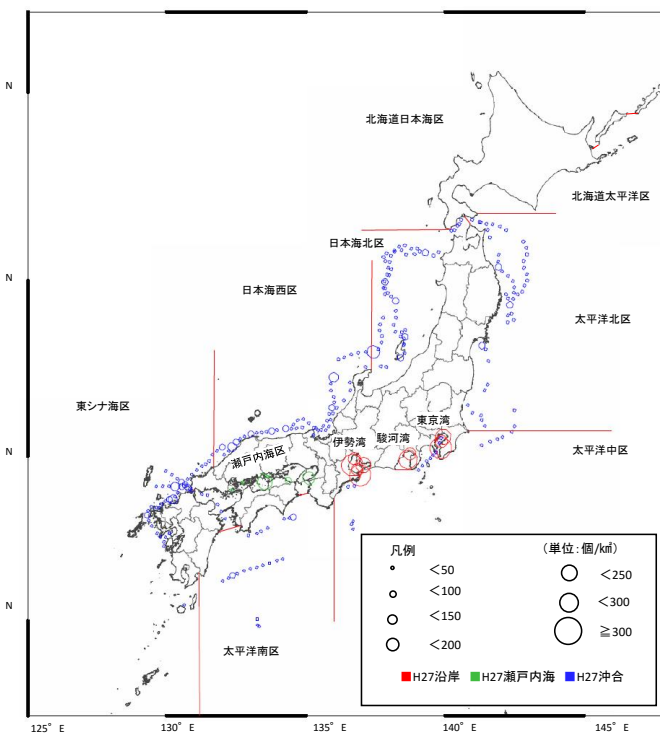 N
北海道日本海区
北海道太平洋区
日本海北区
N
日本海西区
太平洋北区
東シナ海区
東京湾
伊勢湾
駿河湾
瀬戸内海区
N
太平洋中区
凡例
(単位:個/㎢)
<50
<100
<150
<200
<250
<300
≧300
N
太平洋南区
■H27沿岸 ■H27瀬戸内海 ■H27沖合
125°E 130°E 135°E 140°E 145°E